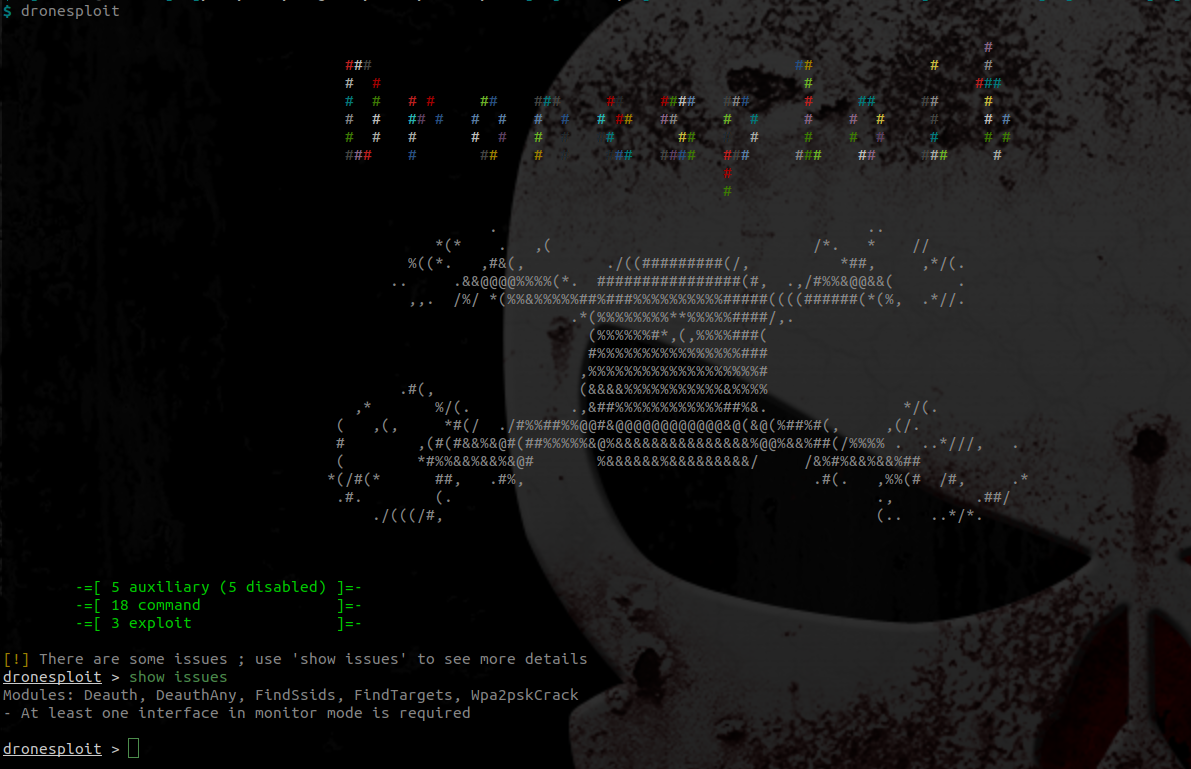 $ dronesploit
DroneSploit
-=[ 5 auxiliary (5 disabled) ]=-
-=[ 18 command ]=-
-=[ 3 exploit ]=-
[!] There are some issues ; use 'show issues' to see more details
dronesploit > show issues
Modules: Deauth, DeauthAny, FindSsids, FindTargets, Wpa2pskCrack
- At least one interface in monitor mode is required
dronesploit >